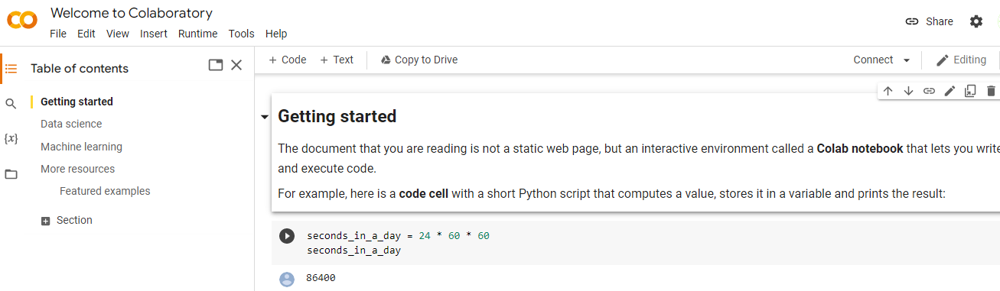 Welcome to Colaboratory
File Edit View Insert Runtime Tools Help
Share
Table of contents
Getting started
Data science
Machine learning
More resources
Featured examples
Section
+ Code + Text Copy to Drive
Connect Editing
Getting started
The document that you are reading is not a static web page, but an interactive environment called a Colab notebook that lets you write
and execute code.
For example, here is a code cell with a short Python script that computes a value, stores it in a variable and prints the result:
seconds_in_a_day = 24 * 60 * 60
seconds_in_a_day
86400
{x}